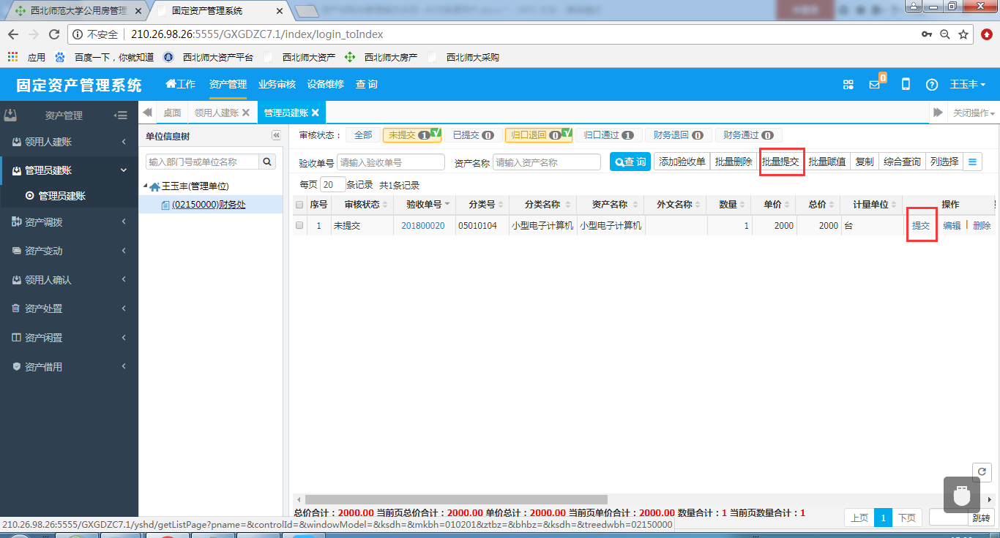 西北师范大学公用房管理
固定资产管理系统
不安全 210.26.98.26:5555/GXGDZC7.1/index/login_toIndex
应用 百度一下，你就知道 西北师大资产平台 西北师大资产 西北师大房产 西北师大采购
固定资产管理系统 工作 资产管理 业务审核 设备维修 查 询 0 王玉丰
资产管理 桌面 领用人建账 管理员建账 关闭操作
领用人建账
管理员建账
管理员建账
资产调拨
资产变动
领用人确认
资产处置
资产闲置
资产借用
单位信息树
输入部门号或单位名称
王玉丰(管理单位)
(02150000)财务处
审核状态： 全部 未提交 1 已提交 0 归口退回 0 归口通过 1 财务退回 0 财务通过 0
验收单号 请输入验收单号 资产名称 请输入资产名称 查 询 添加验收单 批量删除 批量提交 批量赋值 复制 综合查询 列选择
每页 20 条记录 共1条记录
序号 审核状态 验收单号 分类号 分类名称 资产名称 外文名称 数量 单价 总价 计量单位 操作
1 未提交 201800020 05010104 小型电子计算机 小型电子计算机 1 2000 2000 台 提交 编辑 | 删除
总价合计：2000.00 当前页总价合计：2000.00 单价总计：2000.00 当前页单价合计：2000.00 数量合计：1 当前页数量合计：1
上页 1 下页 跳转
210.26.98.26:5555/GXGDZC7.1/yshd/getListPage?pname=&controlId=&windowModel=&ksdh=&mkbh=010201&ztbz=&bhbz=&ksdh=&treedwbh=02150000